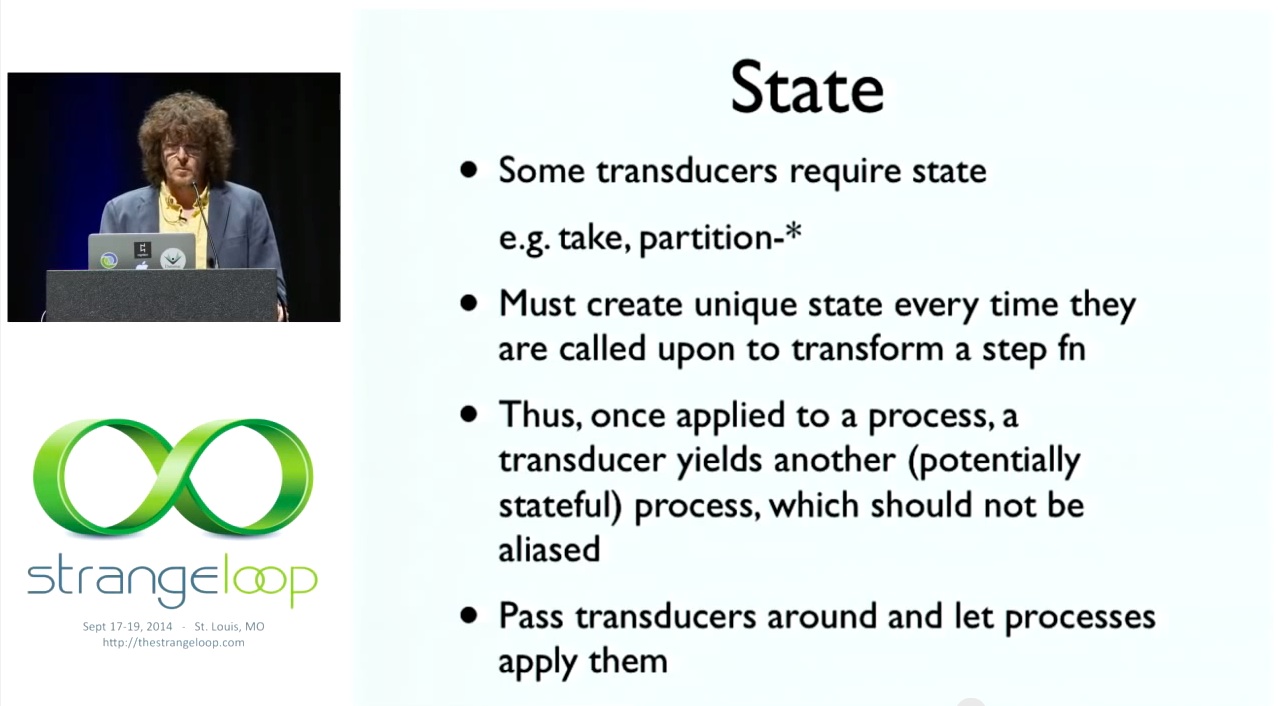 State
Some transducers require state
e.g. take, partition-*
Must create unique state every time they
are called upon to transform a step fn
Thus, once applied to a process, a
transducer yields another (potentially
stateful) process, which should not be
aliased
Pass transducers around and let processes
apply them
strangeloop
Sept 17-19, 2014 - St. Louis, MO
http://thestrangeloop.com